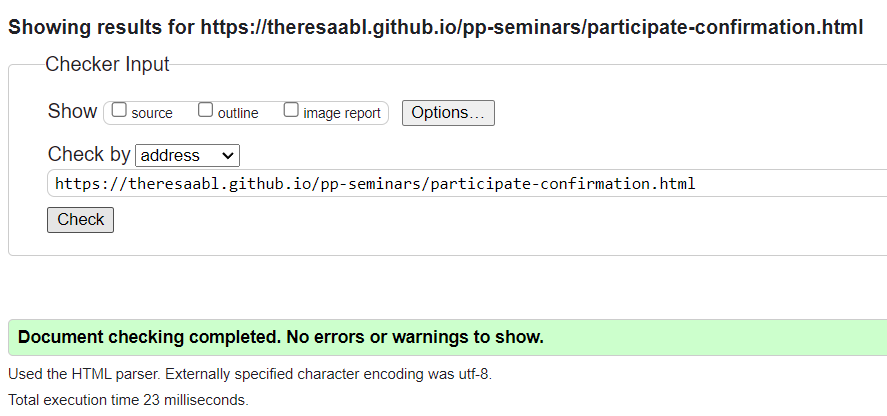 Showing results for https://theresaabl.github.io/pp-seminars/participate-confirmation.html
Checker Input
Show source outline image report Options...
Check by address
https://theresaabl.github.io/pp-seminars/participate-confirmation.html
Check
Document checking completed. No errors or warnings to show.
Used the HTML parser. Externally specified character encoding was utf-8.
Total execution time 23 milliseconds.